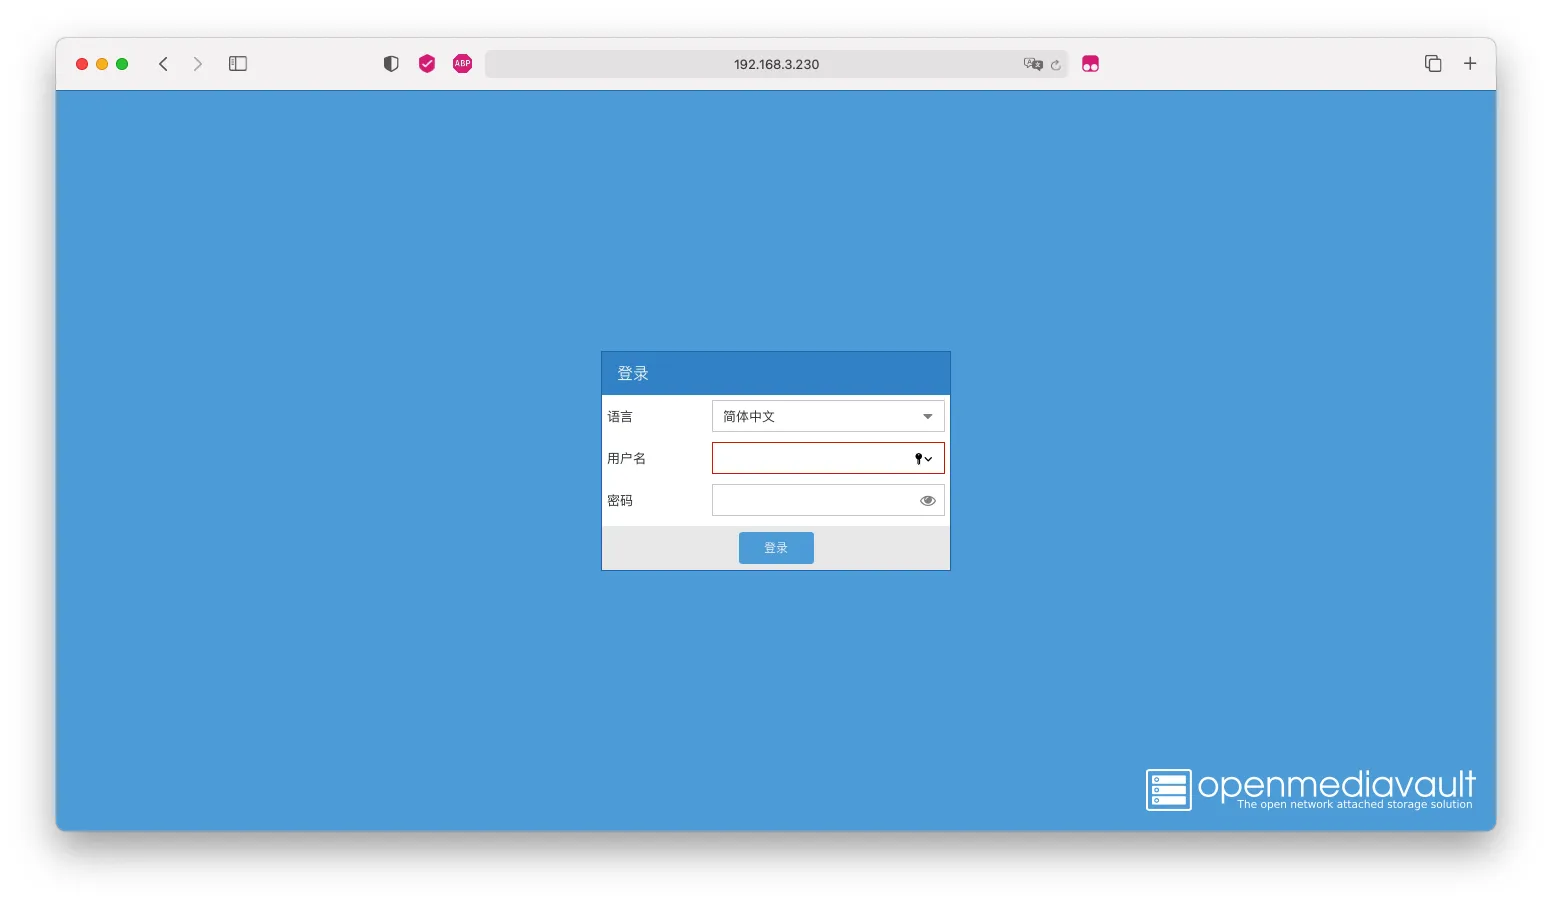 ABP
192.168.3.230
登录
语言
简体中文
用户名
密码
登录
openmediavault
The open network attached storage solution